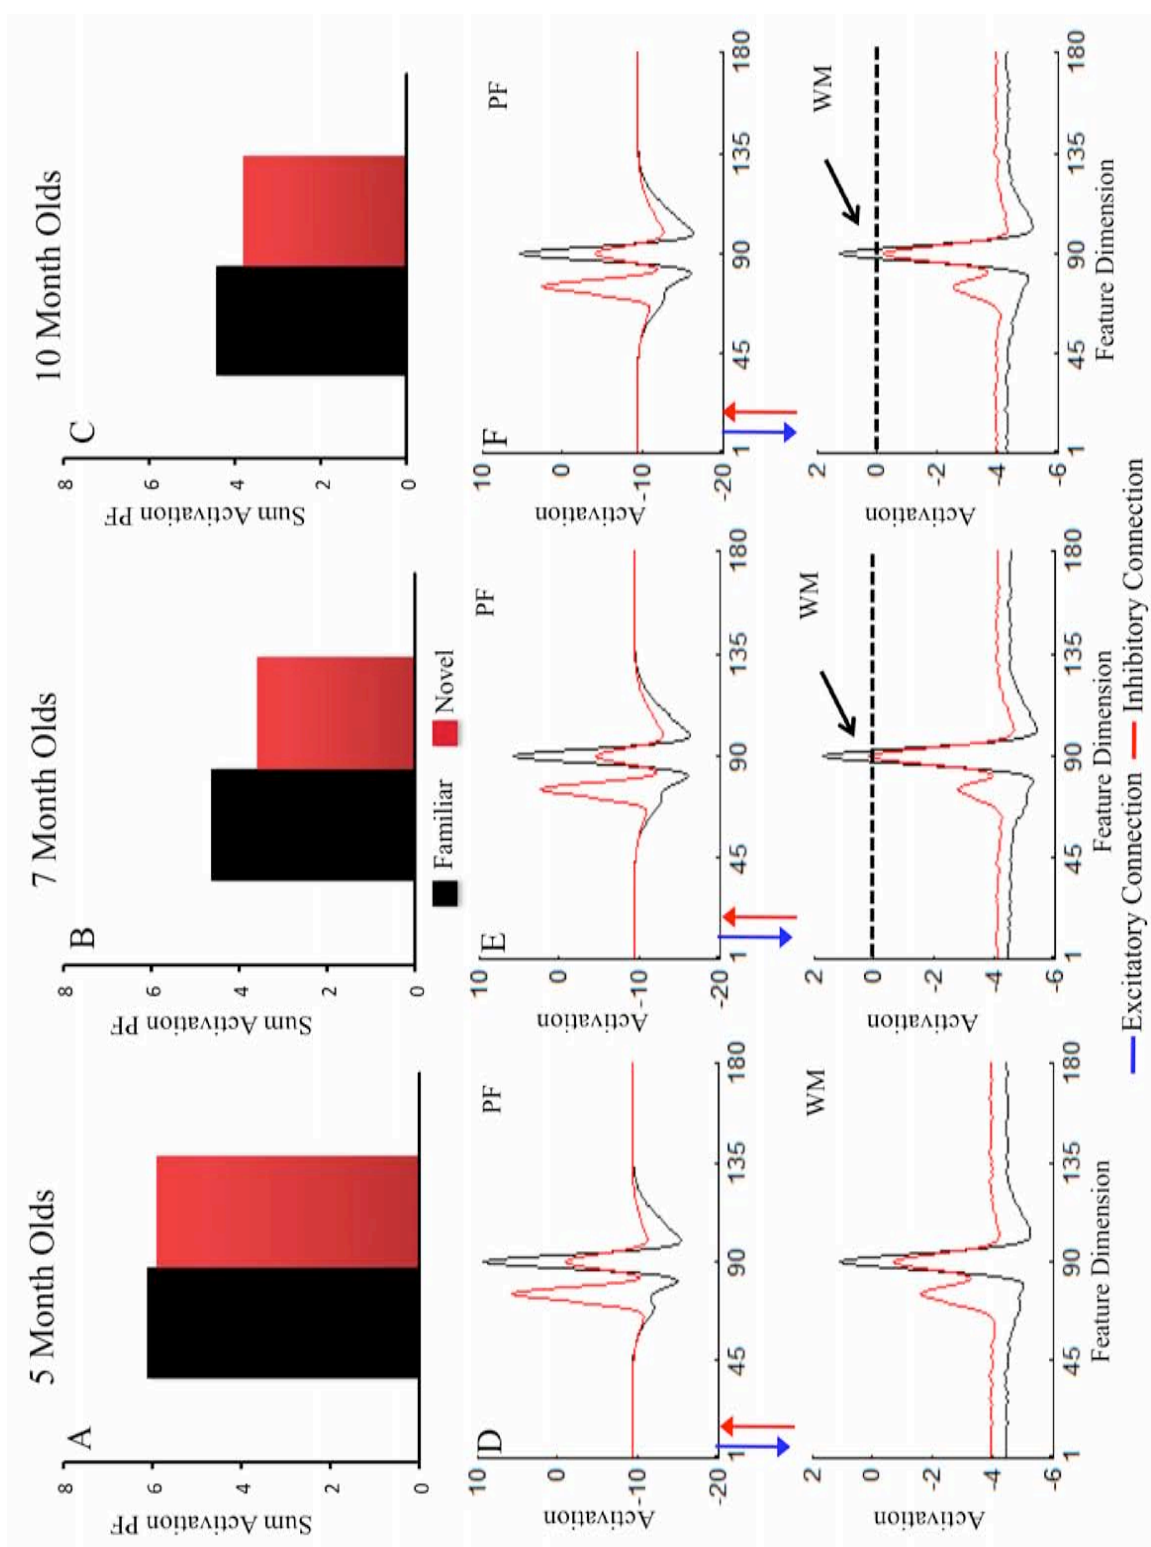 5 Month Olds
7 Month Olds
10 Month Olds
A
B
C
Sum Activation PF
8
6
4
2
0
Sum Activation PF
8
6
4
2
0
Sum Activation PF
8
6
4
2
0
Familiar
Novel
D
PF
Activation
10
0
-10
-20
1
45
90
135
180
E
PF
Activation
10
0
-10
-20
1
45
90
135
180
F
PF
Activation
10
0
-10
-20
1
45
90
135
180
WM
Activation
2
0
-2
-4
-6
1
45
90
135
180
Feature Dimension
WM
Activation
2
0
-2
-4
-6
1
45
90
135
180
Feature Dimension
WM
Activation
2
0
-2
-4
-6
1
45
90
135
180
Feature Dimension
Excitatory Connection
Inhibitory Connection